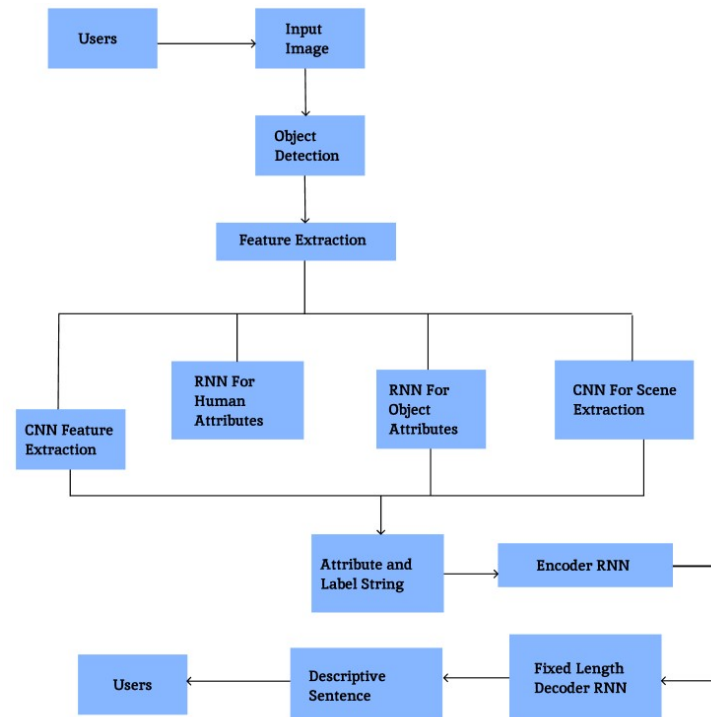 Users
Input
Image
Object
Detection
Feature Extraction
CNN Feature
Extraction
RNN For
Human
Attributes
RNN For
Object
Attributes
CNN For Scene
Extraction
Attribute and
Label String
Encoder RNN
Fixed Length
Decoder RNN
Descriptive
Sentence
Users